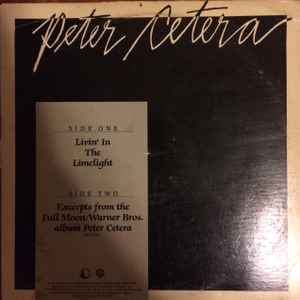 Peter Cetera
SIDE ONE
Livin' In
The
Limelight
SIDE TWO
Excerpts from the
Full Moon/Warner Bros.
album Peter Cetera